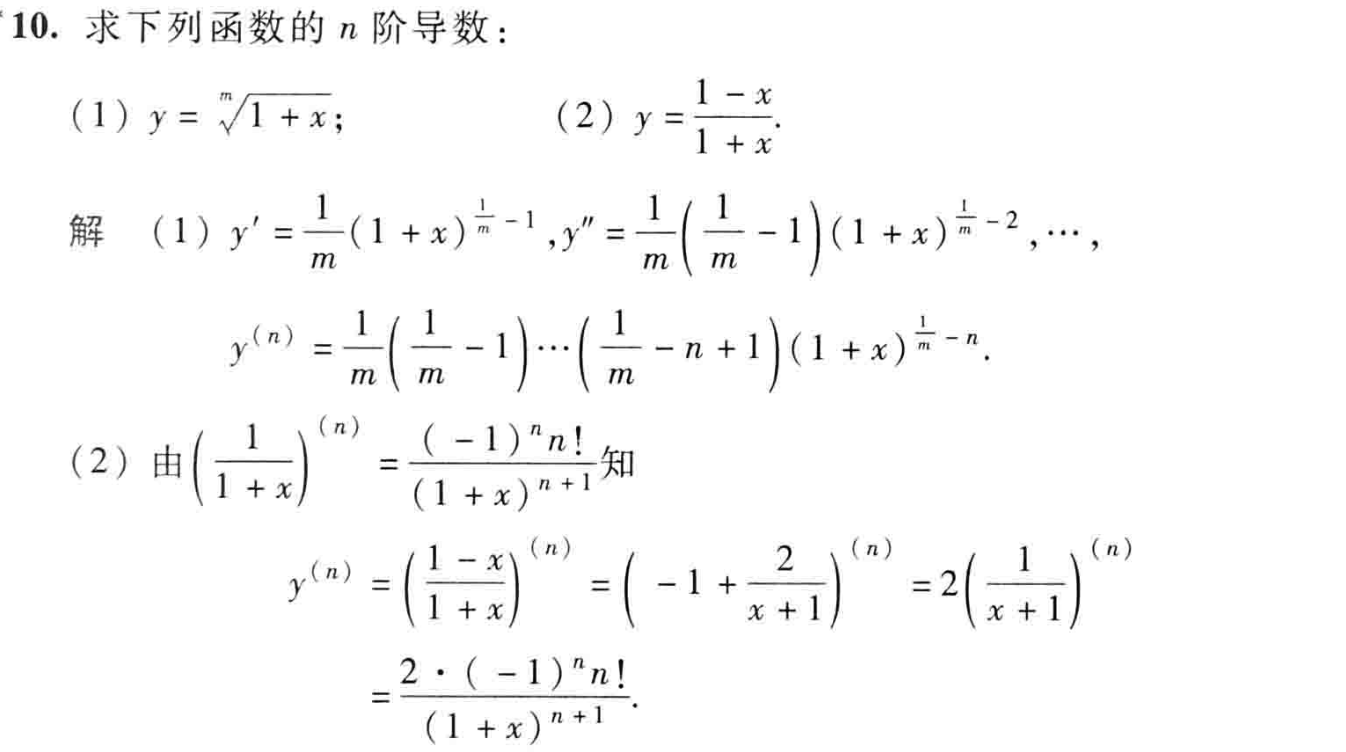 10. 求下列函数的 n 阶导数:
(1) y = \sqrt[m]{1 + x}; (2) y = \frac{1 - x}{1 + x}.
解 (1) y' = \frac{1}{m}(1 + x)^{\frac{1}{m} - 1}, y'' = \frac{1}{m}\left(\frac{1}{m} - 1\right)(1 + x)^{\frac{1}{m} - 2}, \cdots,
y^{(n)} = \frac{1}{m}\left(\frac{1}{m} - 1\right)\cdots\left(\frac{1}{m} - n + 1\right)(1 + x)^{\frac{1}{m} - n}.
(2) 由\left(\frac{1}{1 + x}\right)^{(n)} = \frac{(-1)^n n!}{(1 + x)^{n + 1}}知
y^{(n)} = \left(\frac{1 - x}{1 + x}\right)^{(n)} = \left(-1 + \frac{2}{x + 1}\right)^{(n)} = 2\left(\frac{1}{x + 1}\right)^{(n)}
= \frac{2 \cdot (-1)^n n!}{(1 + x)^{n + 1}}.